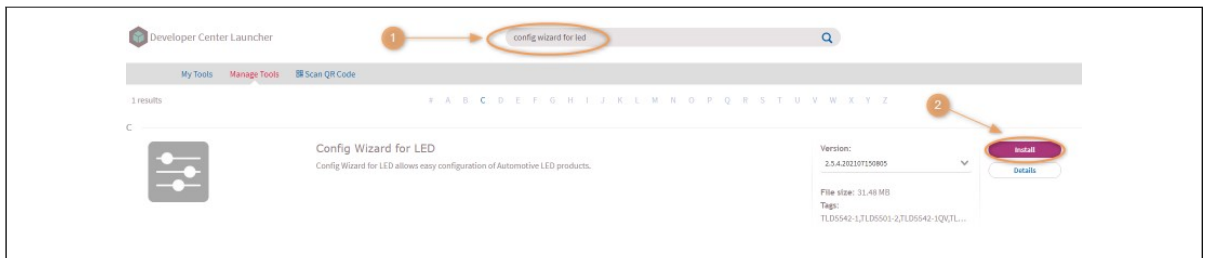 Developer Center Launcher
1
config wizard for led
My Tools Manage Tools Scan QR Code
1 results
# A B C D E F G H I J K L M N O P Q R S T U V W X Y Z
2
C
Config Wizard for LED
Config Wizard for LED allows easy configuration of Automotive LED products.
Version:
2.5.4.202107150805
Install
Details
File size: 31.48 MB
Tags:
TLD5542-1,TLD5501-2,TLD5542-1QV,TL...